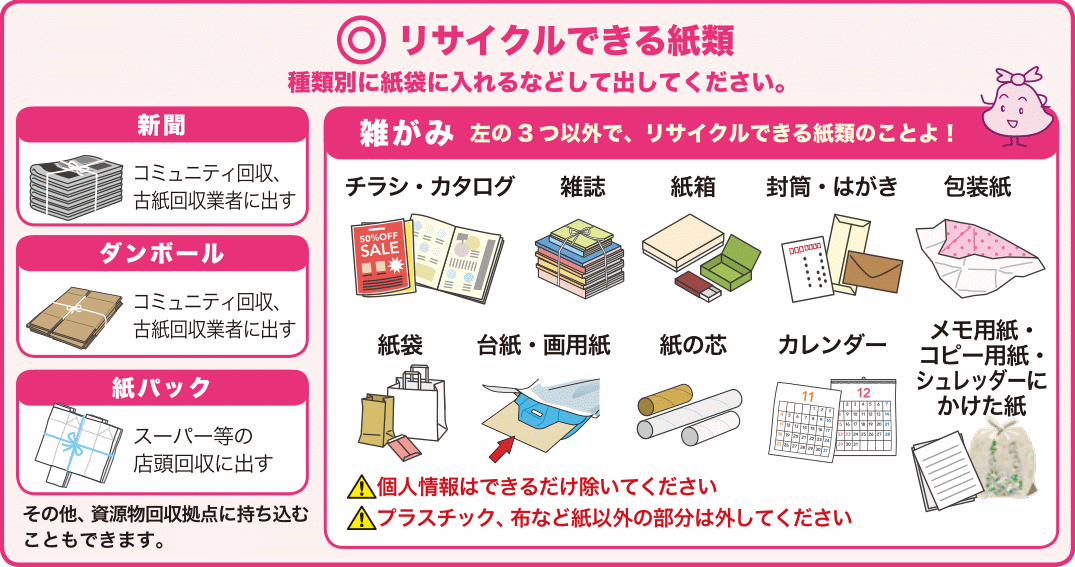 ◎ リサイクルできる紙類
種類別に紙袋に入れるなどして出してください。
新聞
コミュニティ回収、
古紙回収業者に出す
ダンボール
コミュニティ回収、
古紙回収業者に出す
紙パック
スーパー等の
店頭回収に出す
その他、資源物回収拠点に持ち込む
こともできます。
雑がみ 左の3つ以外で、リサイクルできる紙類のことよ！
チラシ・カタログ
50%OFF
SALE
雑誌
紙箱
封筒・はがき
包装紙
紙袋
台紙・画用紙
紙の芯
カレンダー
11
12
メモ用紙・
コピー用紙・
シュレッダーに
かけた紙
個人情報はできるだけ除いてください
プラスチック、布など紙以外の部分は外してください